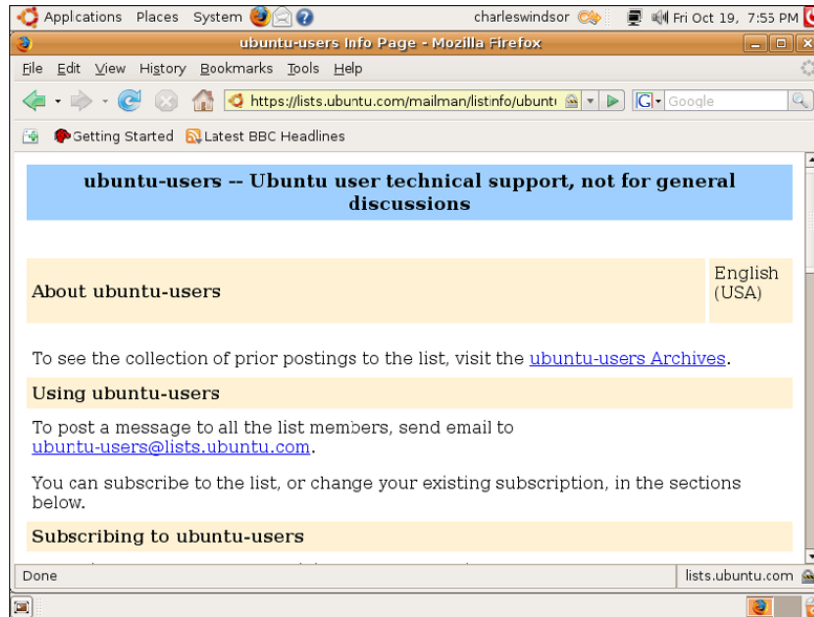 Applications Places System charleswindsor Fri Oct 19, 7:55 PM
ubuntu-users Info Page - Mozilla Firefox
File Edit View History Bookmarks Tools Help
https://lists.ubuntu.com/mailman/listinfo/ubunt G Google
Getting Started Latest BBC Headlines
ubuntu-users -- Ubuntu user technical support, not for general
discussions
About ubuntu-users
English
(USA)
To see the collection of prior postings to the list, visit the ubuntu-users Archives.
Using ubuntu-users
To post a message to all the list members, send email to
ubuntu-users@lists.ubuntu.com.
You can subscribe to the list, or change your existing subscription, in the sections
below.
Subscribing to ubuntu-users
Done lists.ubuntu.com